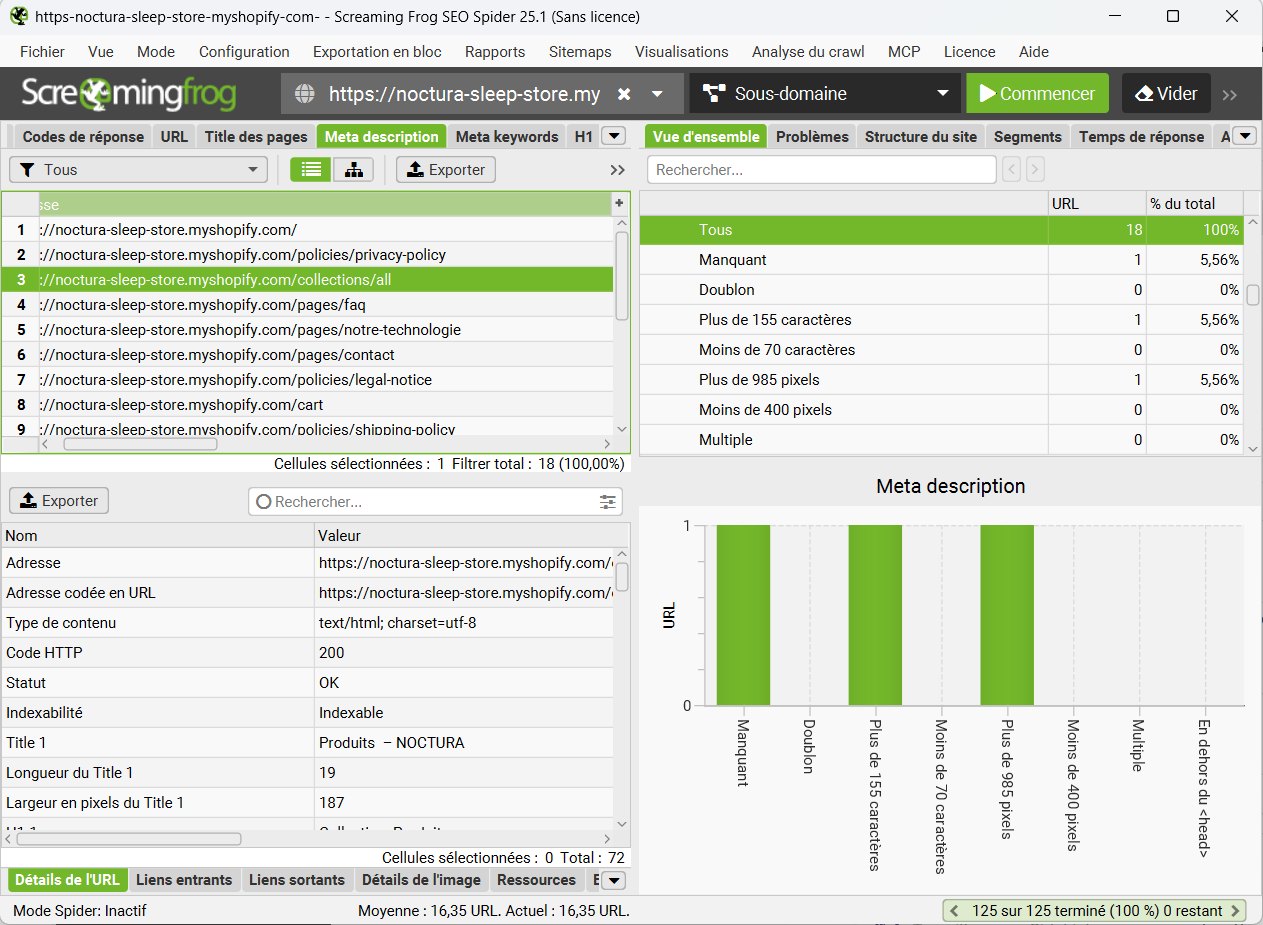 https-noctura-sleep-store-myshopify-com- - Screaming Frog SEO Spider 25.1 (Sans licence)
Fichier Vue Mode Configuration Exportation en bloc Rapports Sitemaps Visualisations Analyse du crawl MCP Licence Aide
Screamingfrog https://noctura-sleep-store.my Sous-domaine Commencer Vider
Codes de réponse URL Title des pages Meta description Meta keywords H1
Tous Exporter
sse
1 ://noctura-sleep-store.myshopify.com/
2 ://noctura-sleep-store.myshopify.com/policies/privacy-policy
3 ://noctura-sleep-store.myshopify.com/collections/all
4 ://noctura-sleep-store.myshopify.com/pages/faq
5 ://noctura-sleep-store.myshopify.com/pages/notre-technologie
6 ://noctura-sleep-store.myshopify.com/pages/contact
7 ://noctura-sleep-store.myshopify.com/policies/legal-notice
8 ://noctura-sleep-store.myshopify.com/cart
9 ://noctura-sleep-store.myshopify.com/policies/shipping-policy
Cellules sélectionnées : 1 Filtrer total : 18 (100,00%)
Exporter Rechercher...
Nom Valeur
Adresse https://noctura-sleep-store.myshopify.com/
Adresse codée en URL https://noctura-sleep-store.myshopify.com/
Type de contenu text/html; charset=utf-8
Code HTTP 200
Statut OK
Indexabilité Indexable
Title 1 Produits – NOCTURA
Longueur du Title 1 19
Largeur en pixels du Title 1 187
Cellules sélectionnées : 0 Total : 72
Détails de l'URL Liens entrants Liens sortants Détails de l'image Ressources
Vue d'ensemble Problèmes Structure du site Segments Temps de réponse A
Rechercher...
URL % du total
Tous 18 100%
Manquant 1 5,56%
Doublon 0 0%
Plus de 155 caractères 1 5,56%
Moins de 70 caractères 0 0%
Plus de 985 pixels 1 5,56%
Moins de 400 pixels 0 0%
Multiple 0 0%
Meta description
URL
1
0
Manquant
Doublon
Plus de 155 caractères
Moins de 70 caractères
Plus de 985 pixels
Moins de 400 pixels
Multiple
En dehors du <head>
Mode Spider: Inactif Moyenne : 16,35 URL. Actuel : 16,35 URL. 125 sur 125 terminé (100 %) 0 restant